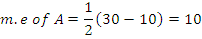 m.e of A = 1/2 (30 − 10) = 10